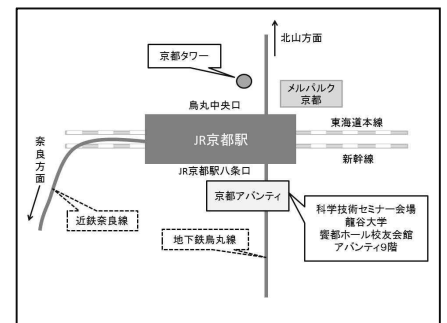 北山方面
京都タワー
メルパルク
京都
烏丸中央口
東海道本線
JR京都駅
新幹線
奈良方面
JR京都駅八条口
京都アバンティ
近鉄奈良線
地下鉄烏丸線
科学技術セミナー会場
龍谷大学
響都ホール校友会館
アバンティ9階